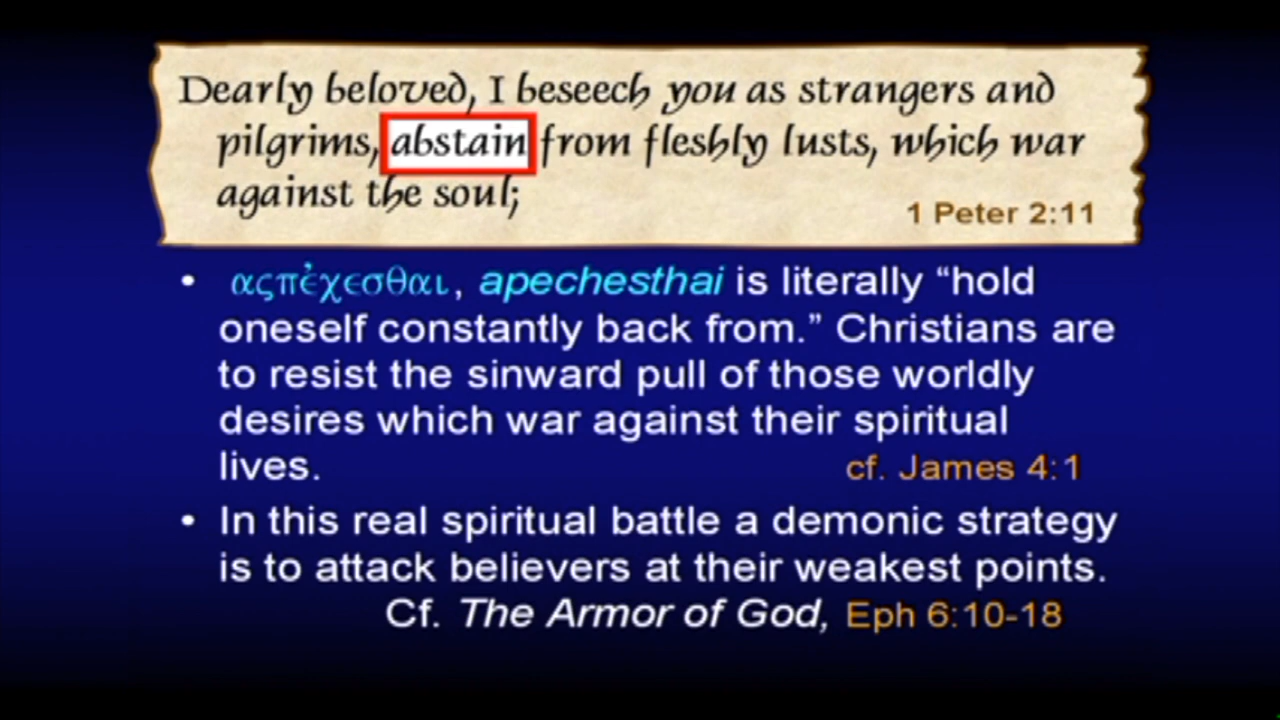 Dearly beloved, I beseech you as strangers and
pilgrims, abstain from fleshly lusts, which war
against the soul;
1 Peter 2:11
• αςπἐχεσθαι, apechesthai is literally “hold
oneself constantly back from.” Christians are
to resist the sinward pull of those worldly
desires which war against their spiritual
lives. cf. James 4:1
• In this real spiritual battle a demonic strategy
is to attack believers at their weakest points.
Cf. The Armor of God, Eph 6:10-18